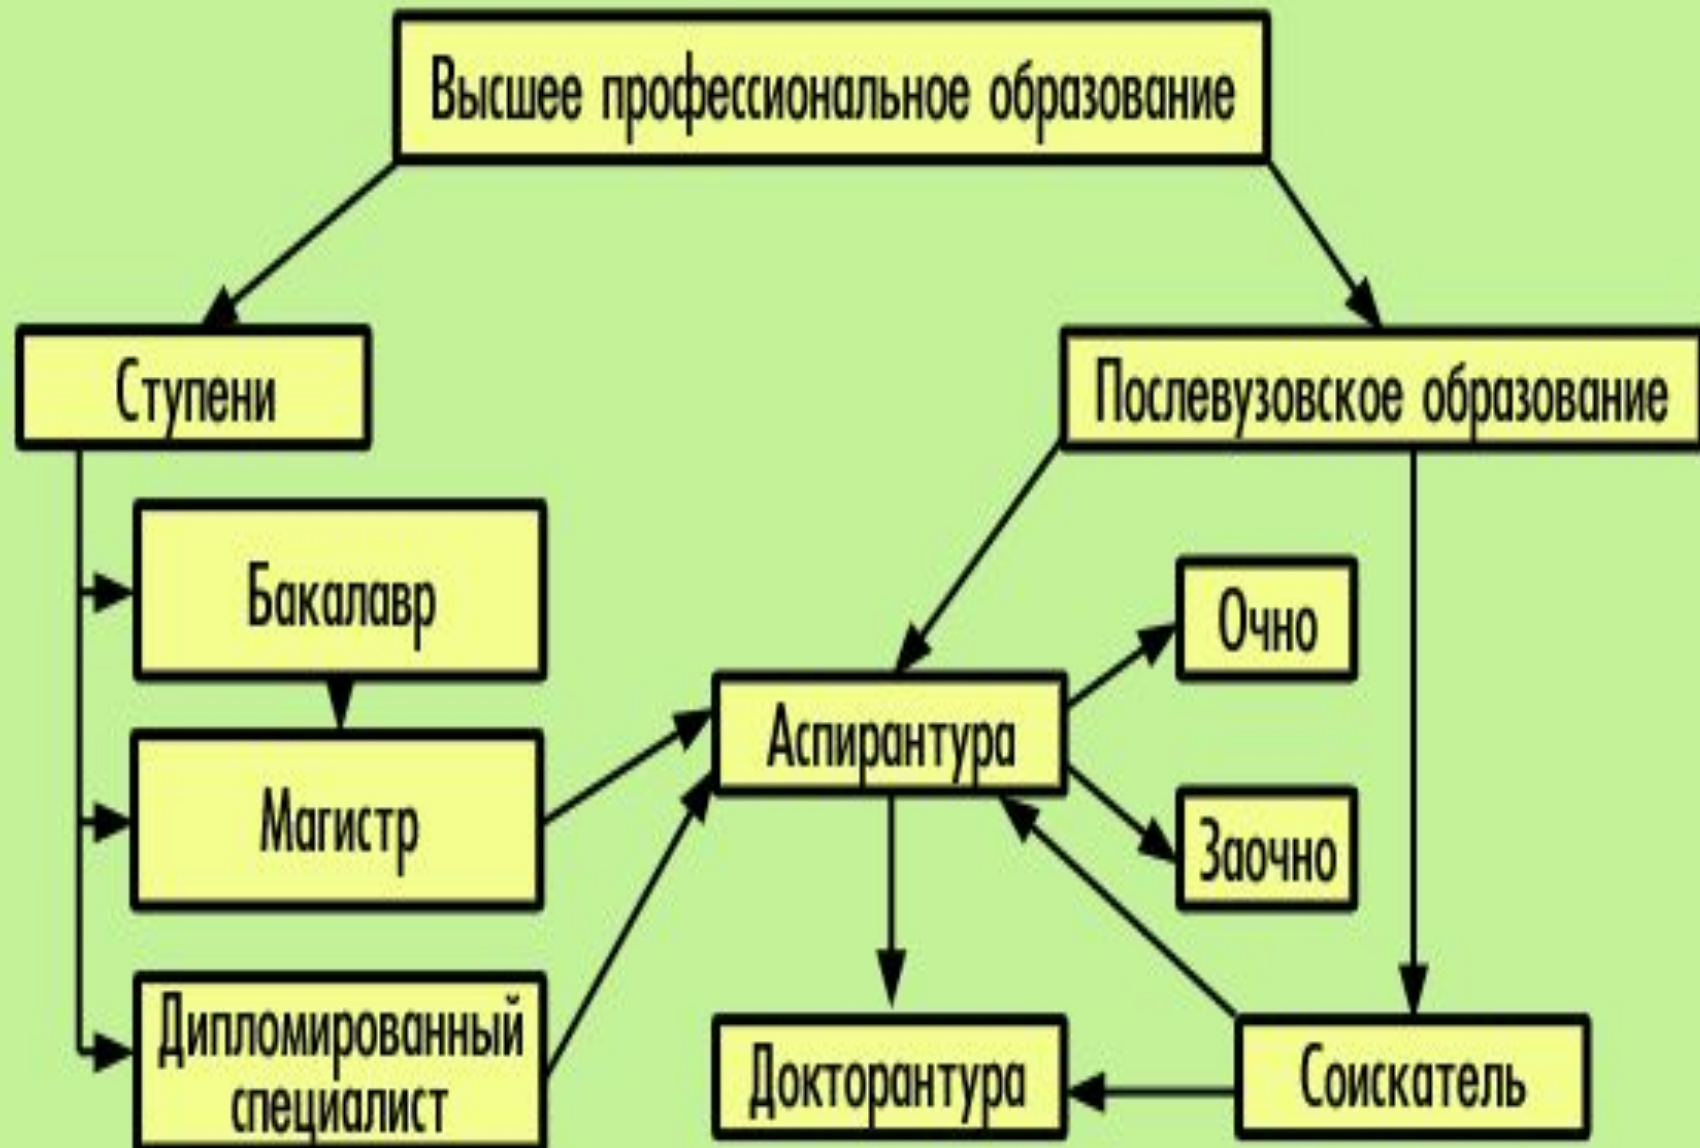 Высшее профессиональное образование
Ступени
Послевузовское образование
Бакалавр
Очно
Аспирантура
Магистр
Заочно
Дипломированный
специалист
Докторантура
Соискатель